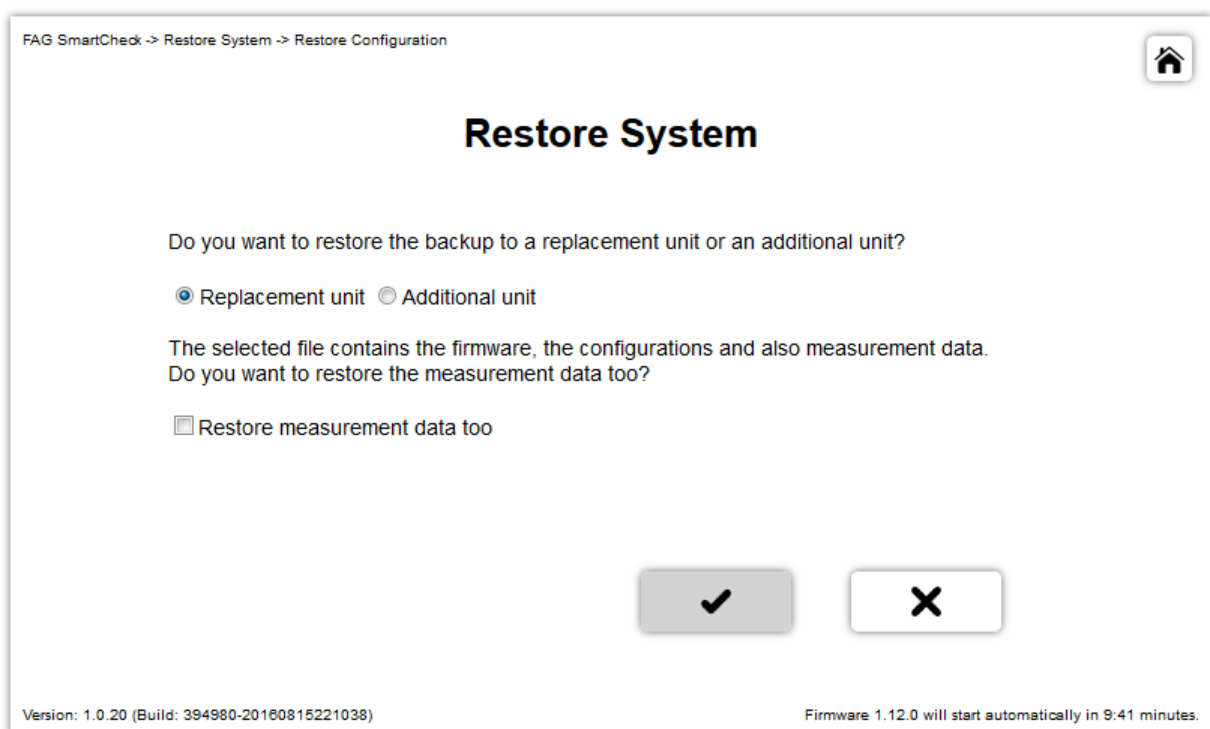 FAG SmartCheck -> Restore System -> Restore Configuration
Restore System
Do you want to restore the backup to a replacement unit or an additional unit?
Replacement unit Additional unit
The selected file contains the firmware, the configurations and also measurement data.
Do you want to restore the measurement data too?
Restore measurement data too
Version: 1.0.20 (Build: 394980-20160815221038)
Firmware 1.12.0 will start automatically in 9:41 minutes.